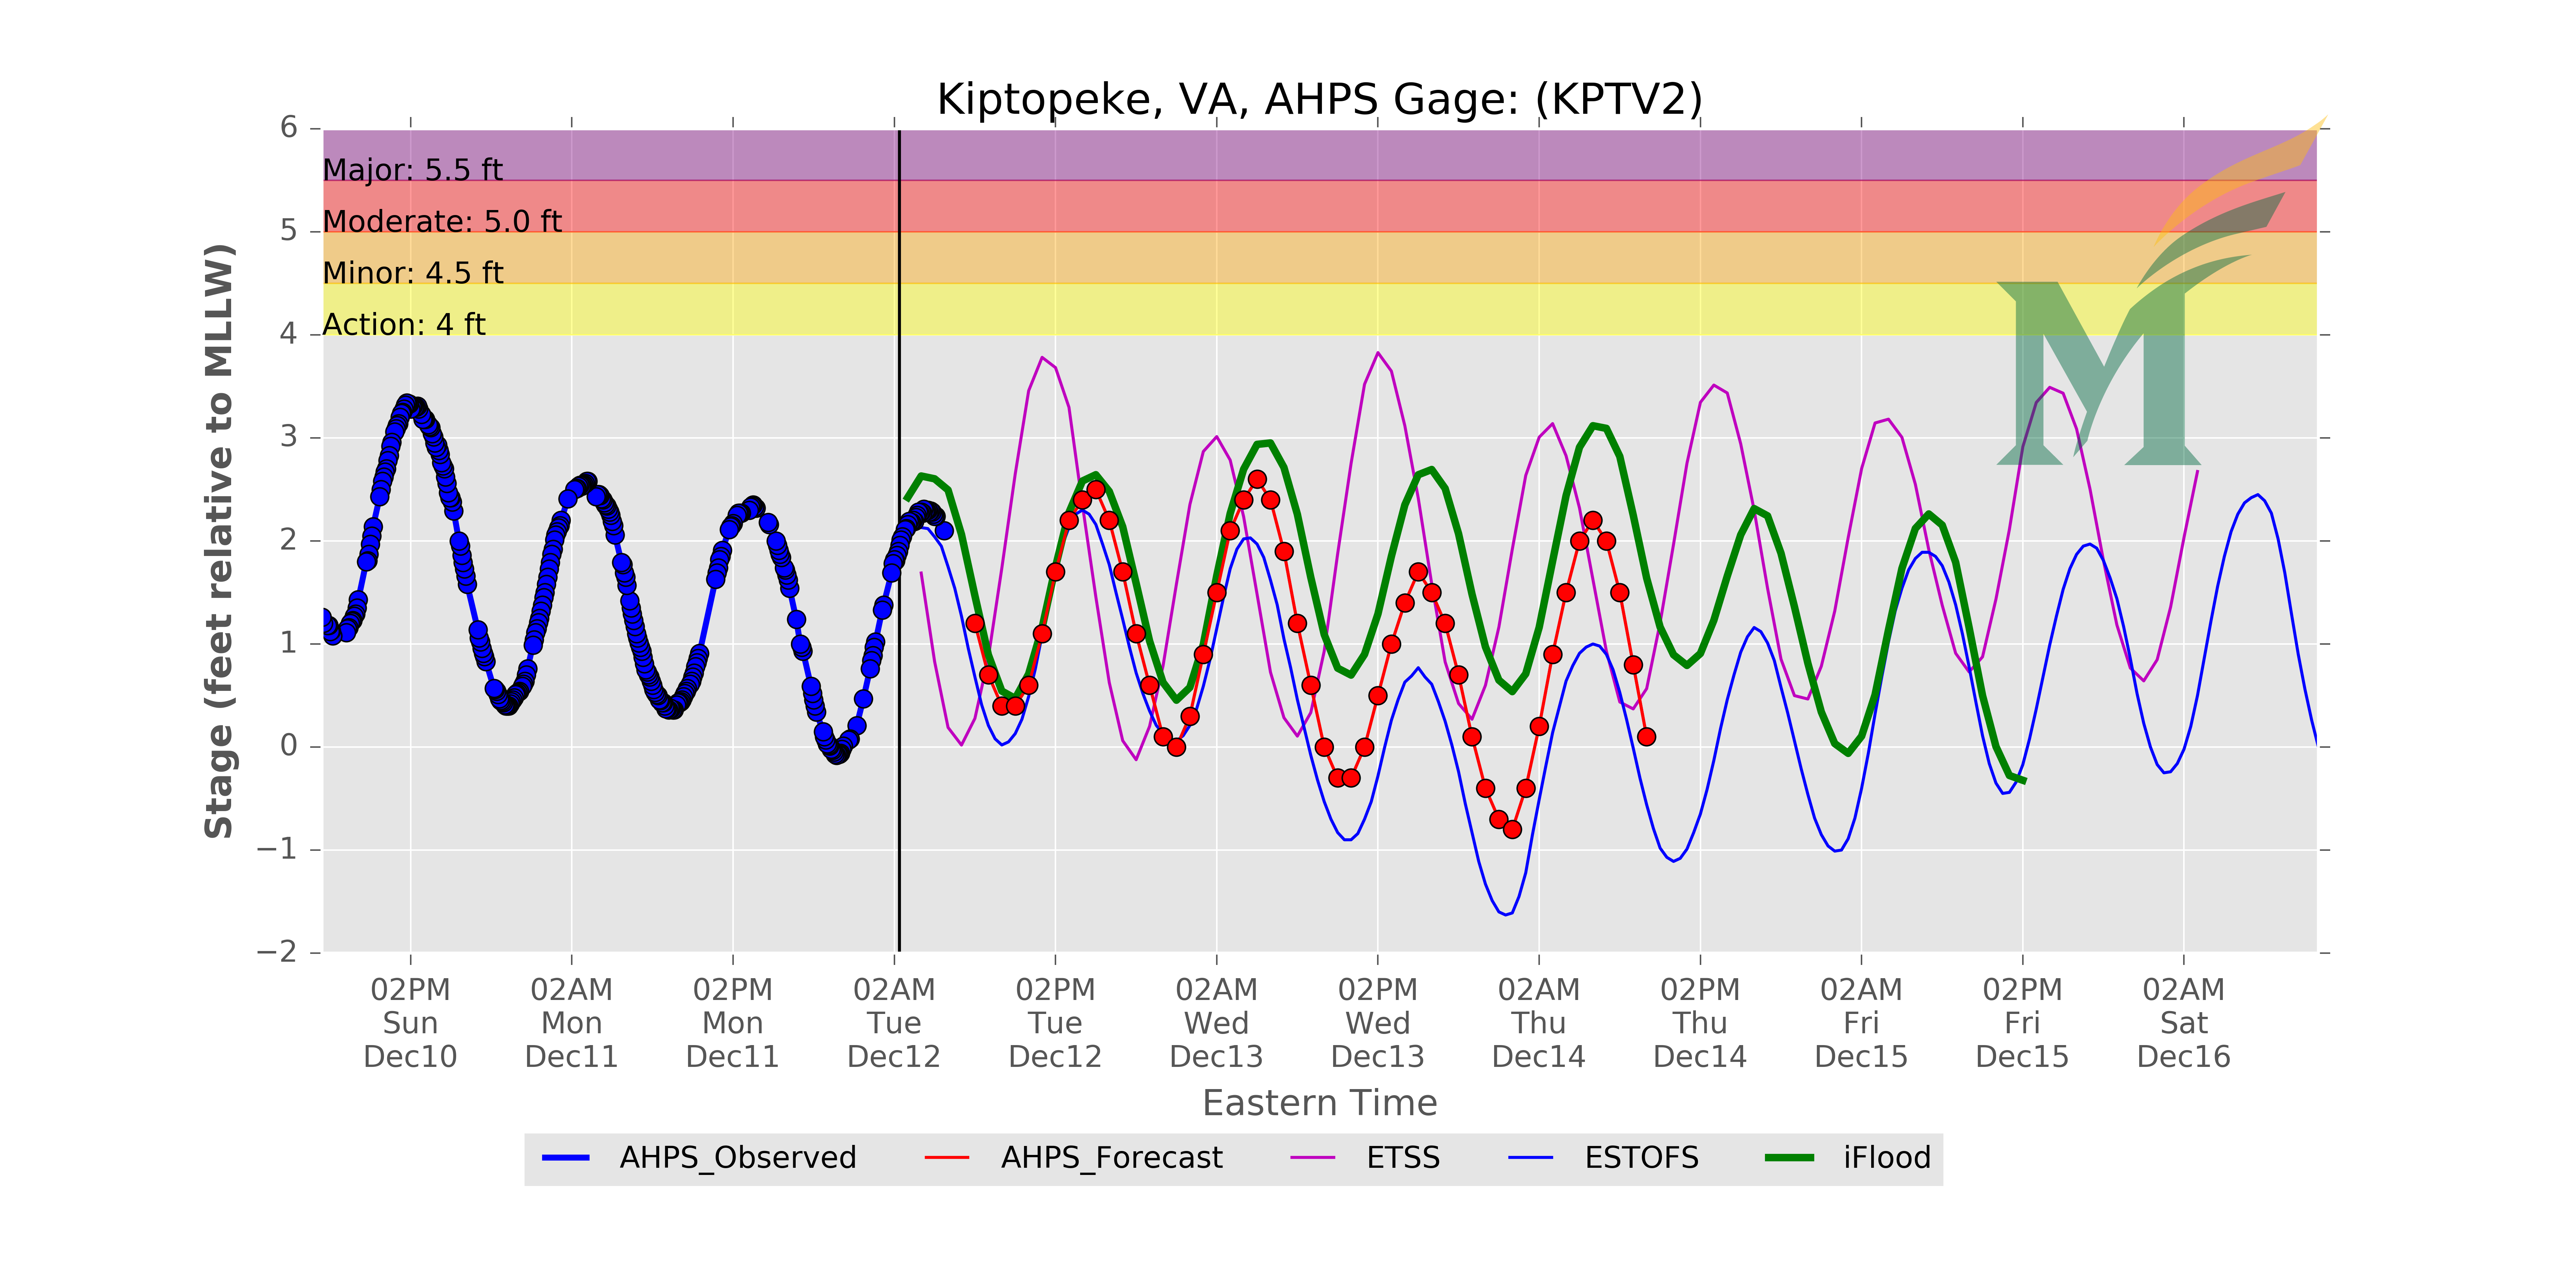 Kiptopeke, VA, AHPS Gage: (KPTV2)
6
Major: 5.5 ft
Moderate: 5.0 ft
5
Minor: 4.5 ft
Action: 4 ft
4
3
2
1
0
−1
−2
Stage (feet relative to MLLW)
M
02PM 02AM 02PM 02AM 02PM 02AM 02PM 02AM 02PM 02AM 02PM 02AM
Sun Mon Mon Tue Tue Wed Wed Thu Thu Fri Fri Sat
Dec10 Dec11 Dec11 Dec12 Dec12 Dec13 Dec13 Dec14 Dec14 Dec15 Dec15 Dec16
Eastern Time
AHPS_Observed AHPS_Forecast ETSS ESTOFS iFlood